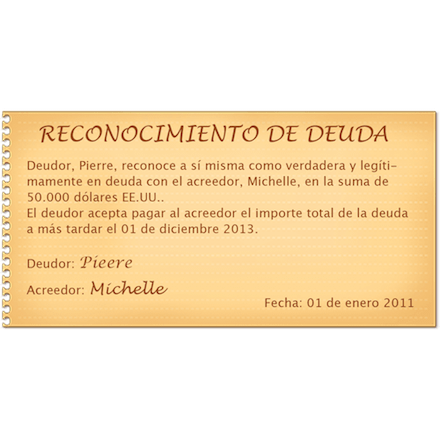 RECONOCIMIENTO DE DEUDA
Deudor, Pierre, reconoce a sí misma como verdadera y legíti-
mamente en deuda con el acreedor, Michelle, en la suma de
50.000 dólares EE.UU..
El deudor acepta pagar al acreedor el importe total de la deuda
a más tardar el 01 de diciembre 2013.
Deudor: Pieere
Acreedor: Michelle
Fecha: 01 de enero 2011